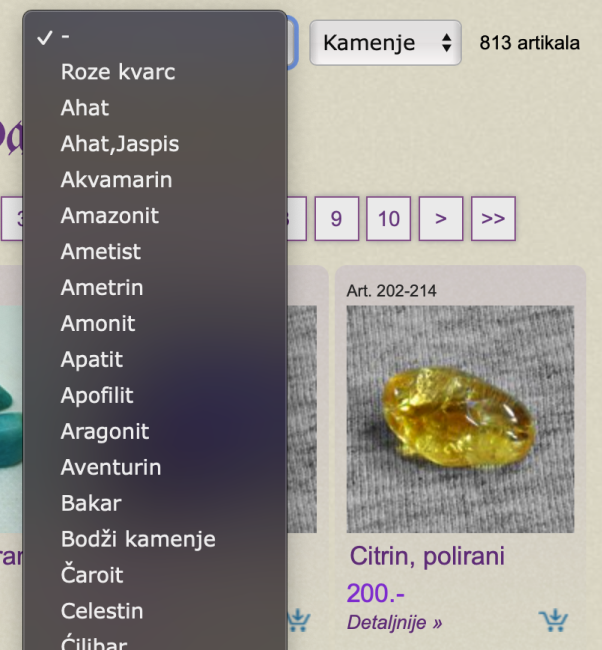 -
Roze kvarc
Ahat
Ahat,Jaspis
Akvamarin
Amazonit
Ametist
Ametrin
Amonit
Apatit
Apofilit
Aragonit
Aventurin
Bakar
Bodži kamenje
Čaroit
Celestin
Ćilibar
Kamenje
813 artikala
9
10
>
>>
Art. 202-214
Citrin, polirani
200.-
Detaljnije »